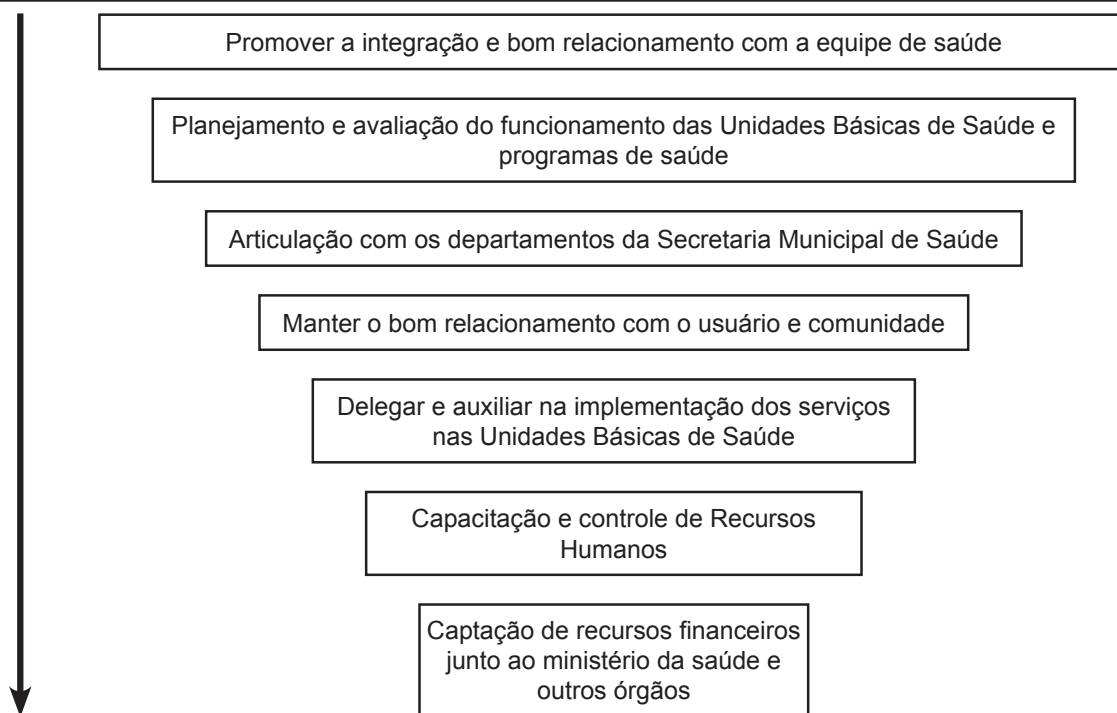 Promover a integração e bom relacionamento com a equipe de saúde
Planejamento e avaliação do funcionamento das Unidades Básicas de Saúde e
programas de saúde
Articulação com os departamentos da Secretaria Municipal de Saúde
Manter o bom relacionamento com o usuário e comunidade
Delegar e auxiliar na implementação dos serviços
nas Unidades Básicas de Saúde
Capacitação e controle de Recursos
Humanos
Captação de recursos financeiros
junto ao ministério da saúde e
outros órgãos